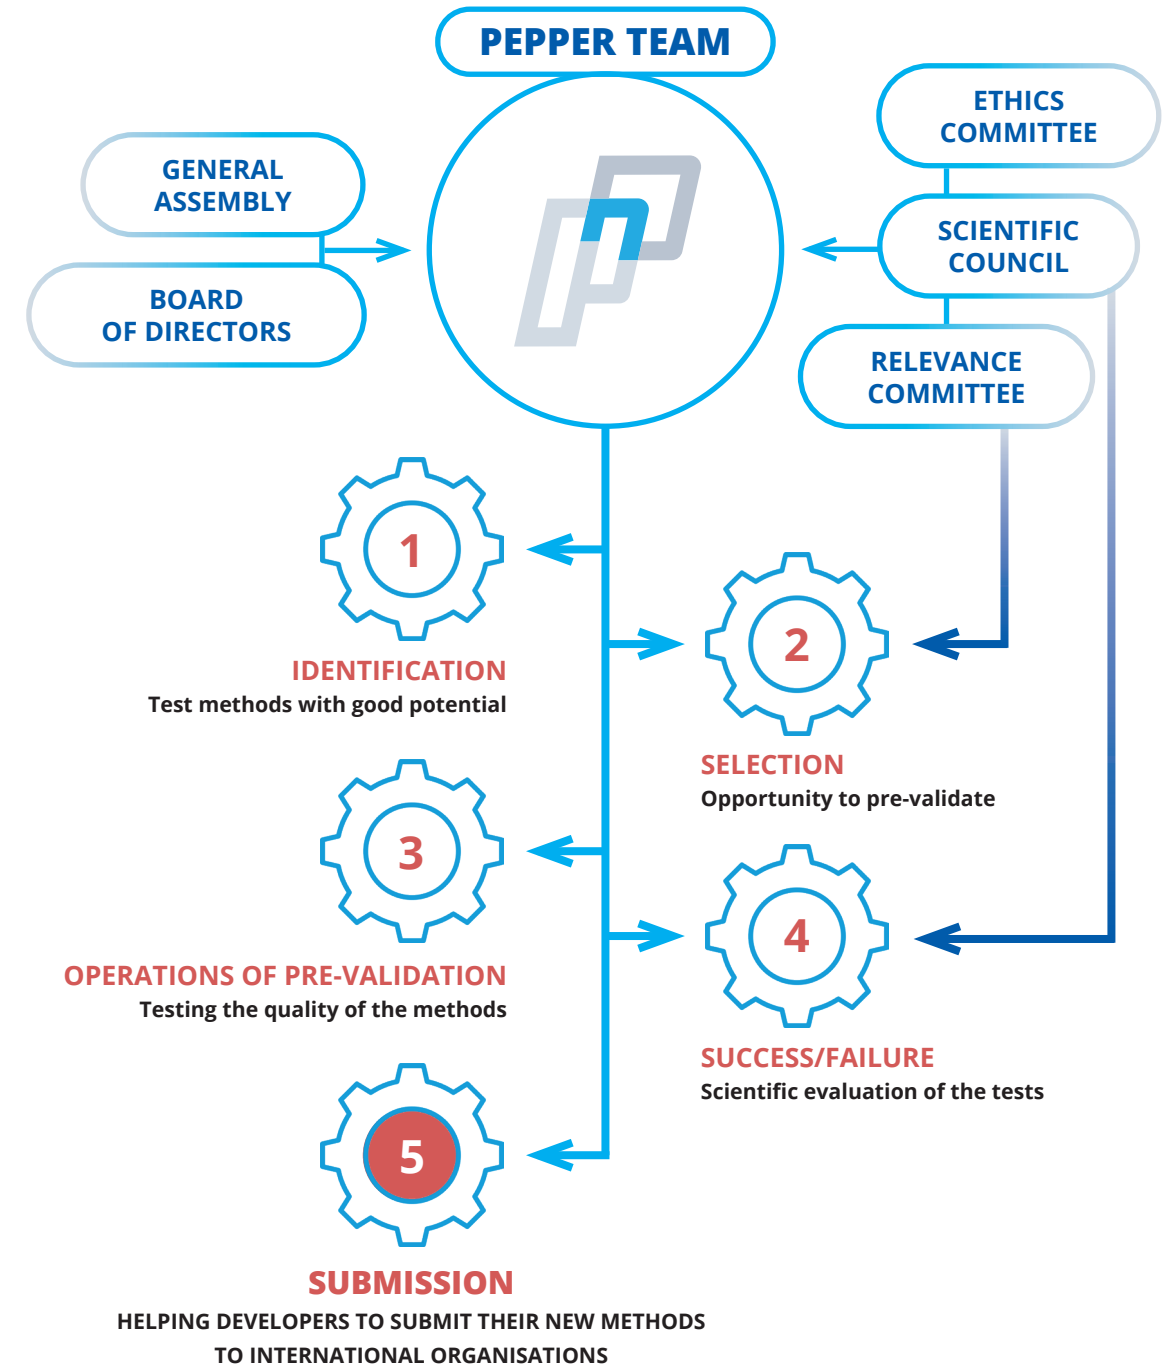 PEPPER TEAM
GENERAL
ASSEMBLY
BOARD
OF DIRECTORS
ETHICS
COMMITTEE
SCIENTIFIC
COUNCIL
RELEVANCE
COMMITTEE
1
IDENTIFICATION
Test methods with good potential
2
SELECTION
Opportunity to pre-validate
3
OPERATIONS OF PRE-VALIDATION
Testing the quality of the methods
4
SUCCESS/FAILURE
Scientific evaluation of the tests
5
SUBMISSION
HELPING DEVELOPERS TO SUBMIT THEIR NEW METHODS
TO INTERNATIONAL ORGANISATIONS